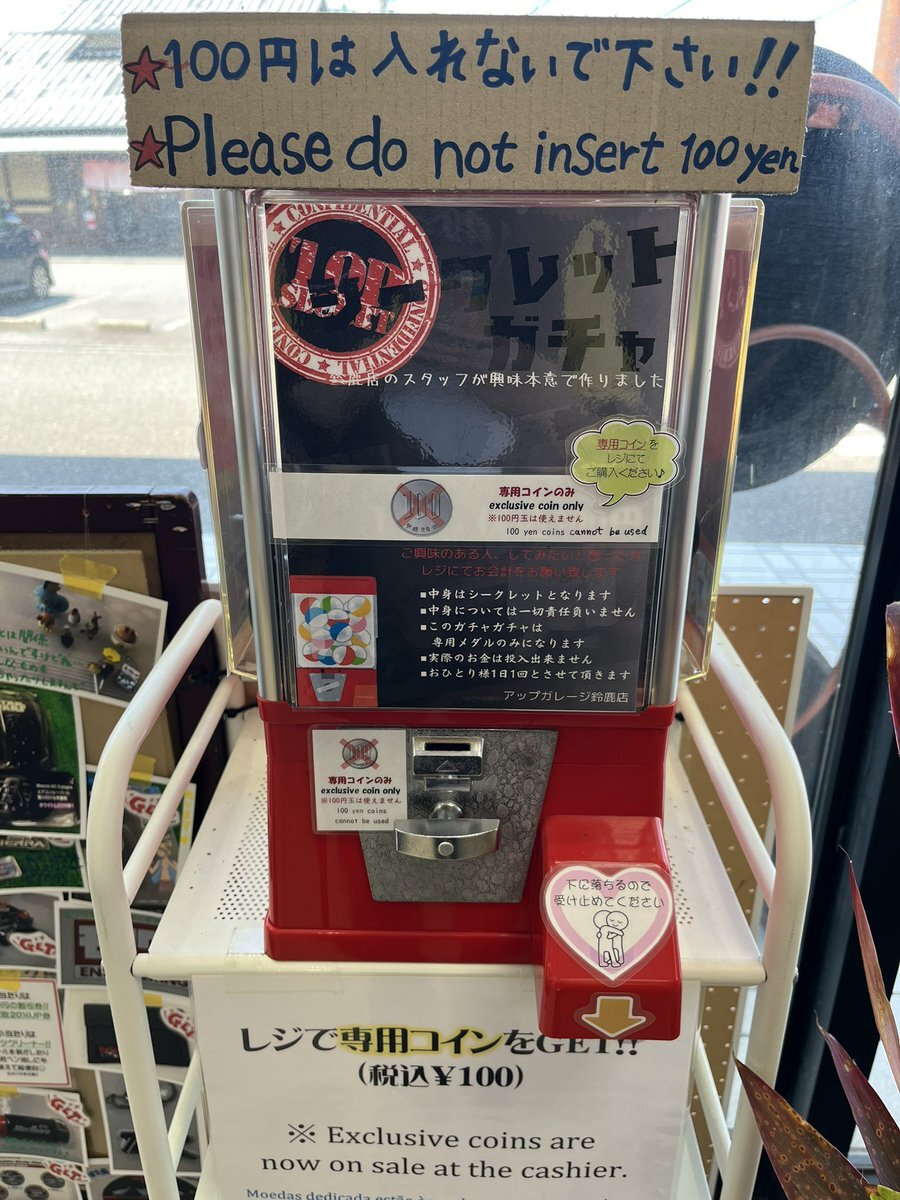 ★100円は入れないで下さい!!
★Please do not insert 100 yen
CONFIDENTIAL
TOP
SECRET
シークレット
ガチャ
鈴鹿店のスタッフが興味本意で作りました
専用コインを
レジにて
ご購入ください♪
100
専用コインのみ
exclusive coin only
※100円玉は使えません
100 yen coins cannot be used
ご興味のある人、してみたいと思った方
レジにてお会計をお願い致します
■中身はシークレットとなります
■中身については一切責任負いません
■このガチャガチャは
専用メダルのみになります
■実際のお金は投入出来ません
■おひとり様1日1回とさせて頂きます
アップガレージ鈴鹿店
100
専用コインのみ
exclusive coin only
※100円玉は使えません
100 yen coins
cannot be used
下に落ちるので
受け止めてください
レジで専用コインをGET!!
(税込¥100)
※ Exclusive coins are
now on sale at the cashier.
Moedas dedicada estão à
GET
GET
GET
GET